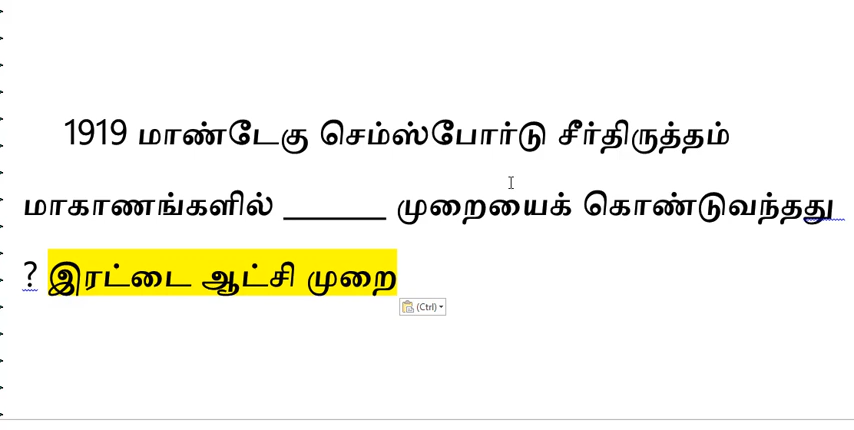 1919 மாண்டேகு செம்ஸ்போர்டு சீர்திருத்தம்
மாகாணங்களில் _______ முறையைக் கொண்டுவந்தது
? இரட்டை ஆட்சி முறை
(Ctrl)